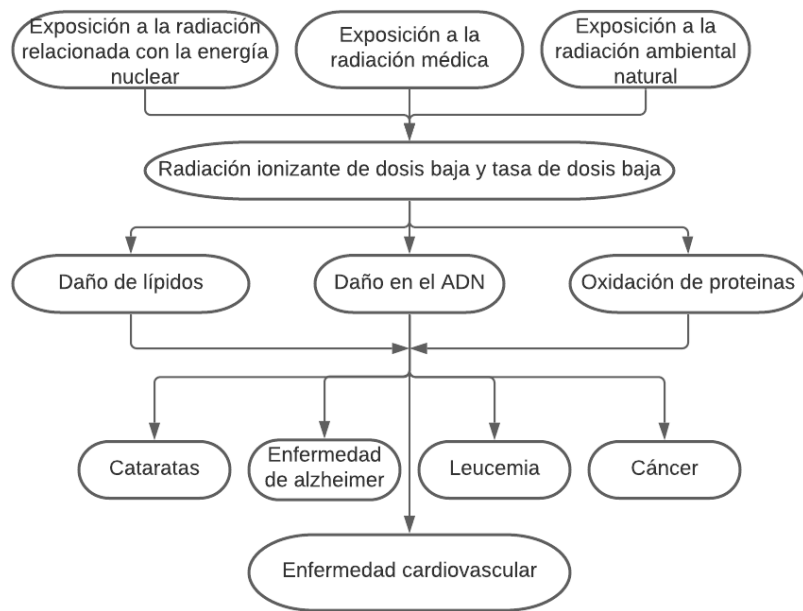 Exposición a la radiación
relacionada con la energía
nuclear
Exposición a la
radiación médica
Exposición a la
radiación ambiental
natural
Radiación ionizante de dosis baja y tasa de dosis baja
Daño de lípidos
Daño en el ADN
Oxidación de proteinas
Cataratas
Enfermedad
de alzheimer
Leucemia
Cáncer
Enfermedad cardiovascular